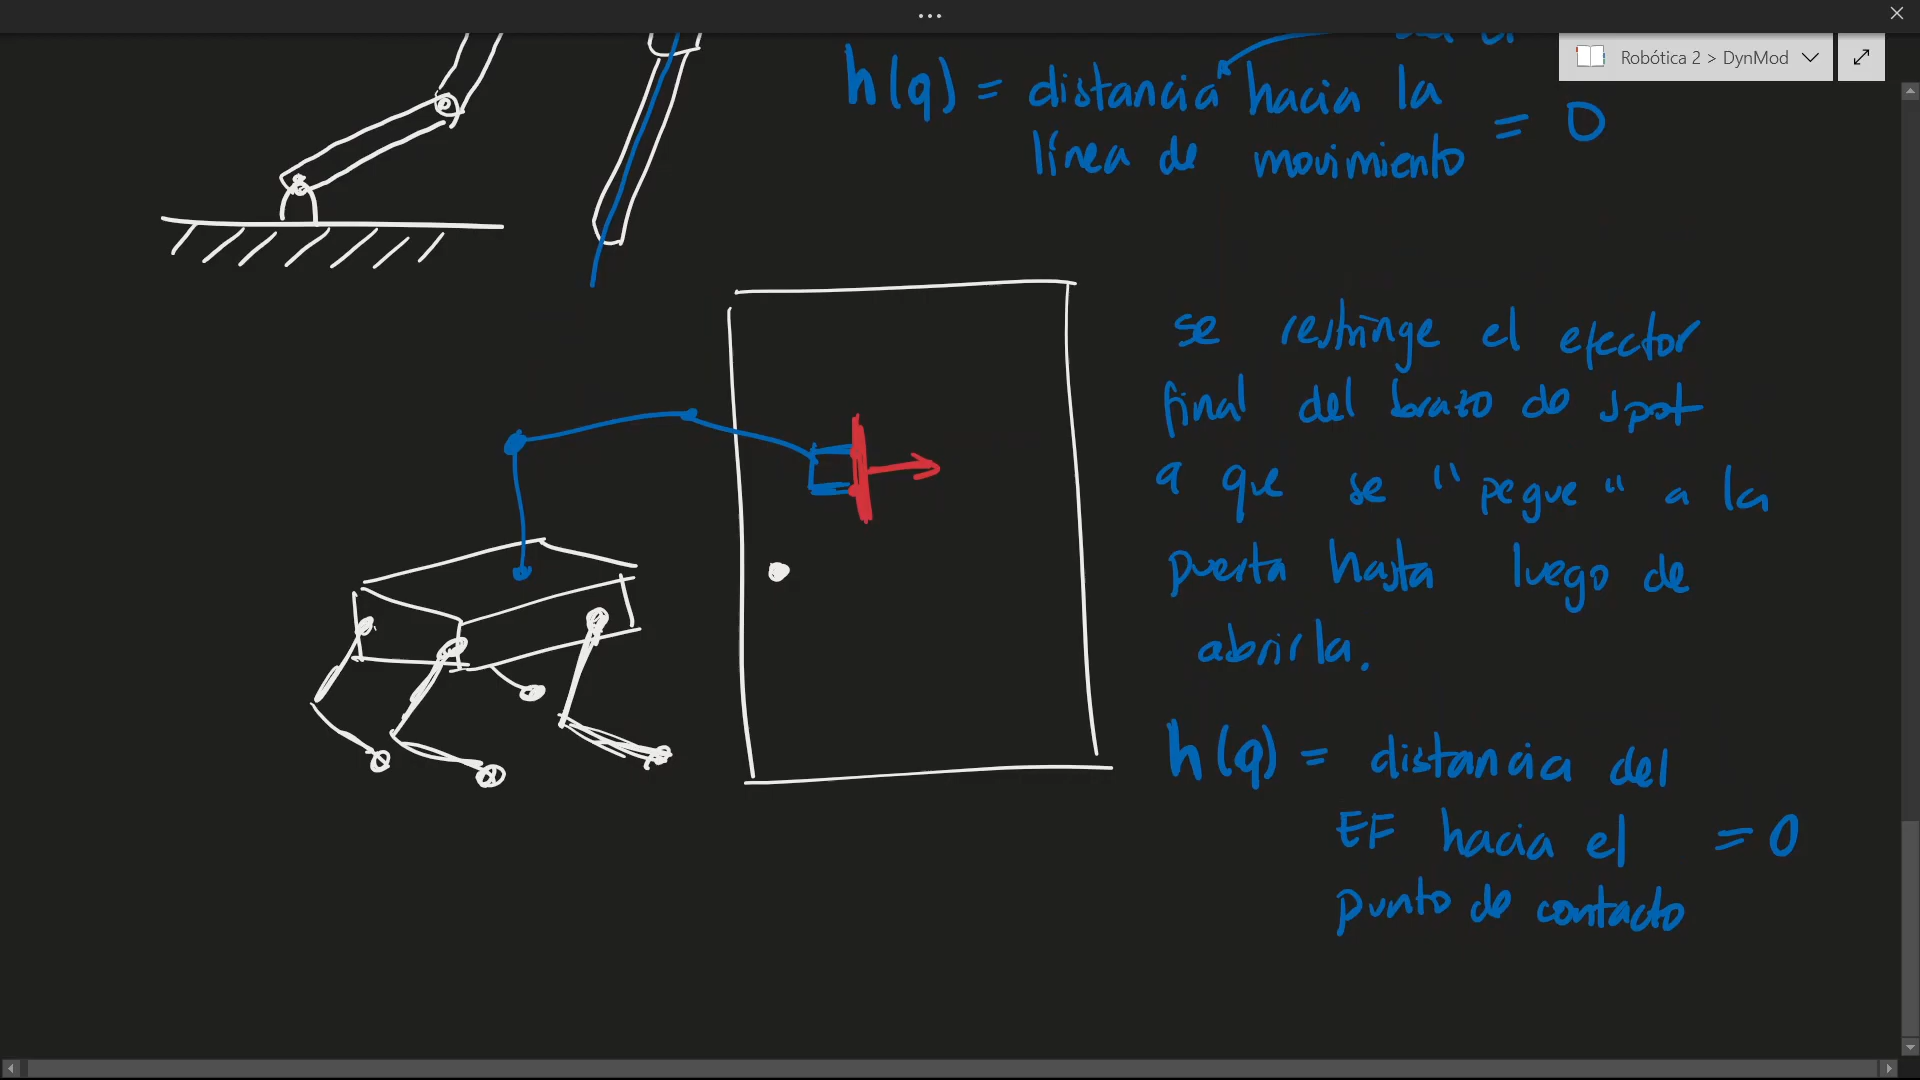 h(q) = distancia hacia la
línea de movimiento = 0
Robótica 2 > DynMod
se restringe el efector
final del brazo de spot
a que se "pegue" a la
puerta hasta luego de
abrirla.
h(q) = distancia del
EF hacia el = 0
punto de contacto